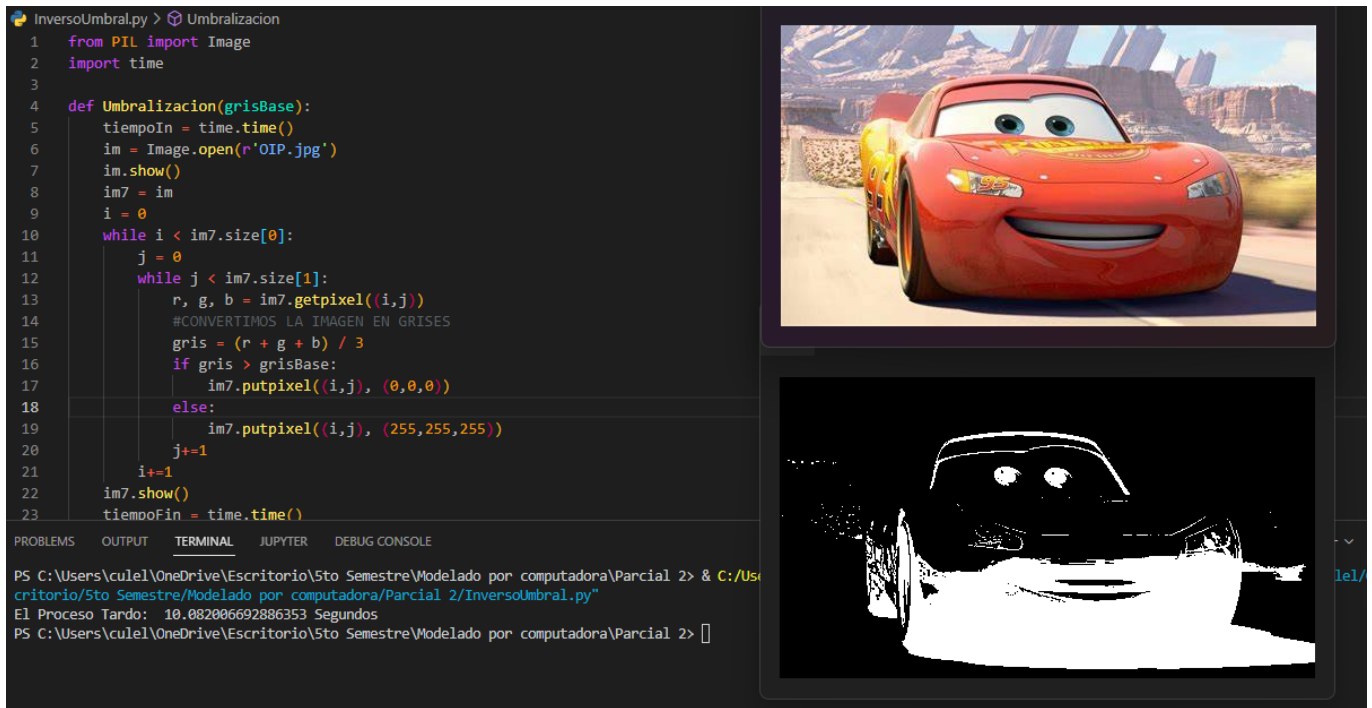 InversoUmbral.py > Umbralizacion
1 from PIL import Image
2 import time
3
4 def Umbralizacion(grisBase):
5 tiempoIn = time.time()
6 im = Image.open(r'OIP.jpg')
7 im.show()
8 im7 = im
9 i = 0
10 while i < im7.size[0]:
11 j = 0
12 while j < im7.size[1]:
13 r, g, b = im7.getpixel((i,j))
14 #CONVERTIMOS LA IMAGEN EN GRISES
15 gris = (r + g + b) / 3
16 if gris > grisBase:
17 im7.putpixel((i,j), (0,0,0))
18 else:
19 im7.putpixel((i,j), (255,255,255))
20 j+=1
21 i+=1
22 im7.show()
23 tiempoFin = time.time()
95
PROBLEMS OUTPUT TERMINAL JUPYTER DEBUG CONSOLE
PS C:\Users\culel\OneDrive\Escritorio\5to Semestre\Modelado por computadora\Parcial 2> & C:/Use
critorio/5to Semestre/Modelado por computadora/Parcial 2/InversoUmbral.py"
El Proceso Tardo: 10.082006692886353 Segundos
PS C:\Users\culel\OneDrive\Escritorio\5to Semestre\Modelado por computadora\Parcial 2>